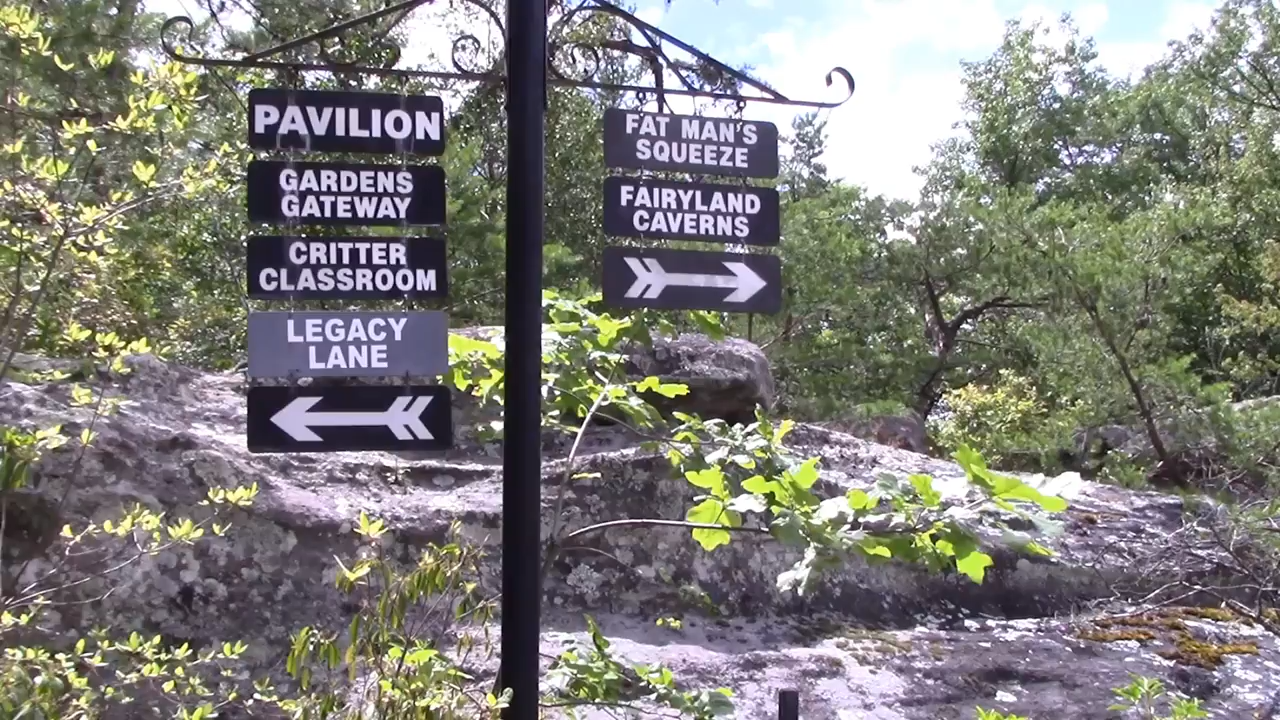 PAVILION
GARDENS
GATEWAY
CRITTER
CLASSROOM
LEGACY
LANE
FAT MAN'S
SQUEEZE
FAIRYLAND
CAVERNS